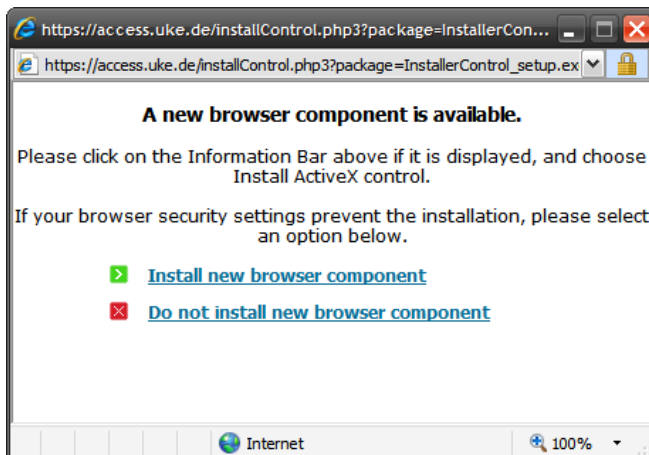 https://access.uke.de/installControl.php3?package=InstallerCon...
https://access.uke.de/installControl.php3?package=InstallerControl_setup.ex
A new browser component is available.
Please click on the Information Bar above if it is displayed, and choose
Install ActiveX control.
If your browser security settings prevent the installation, please select
an option below.
Install new browser component
Do not install new browser component
Internet
100%